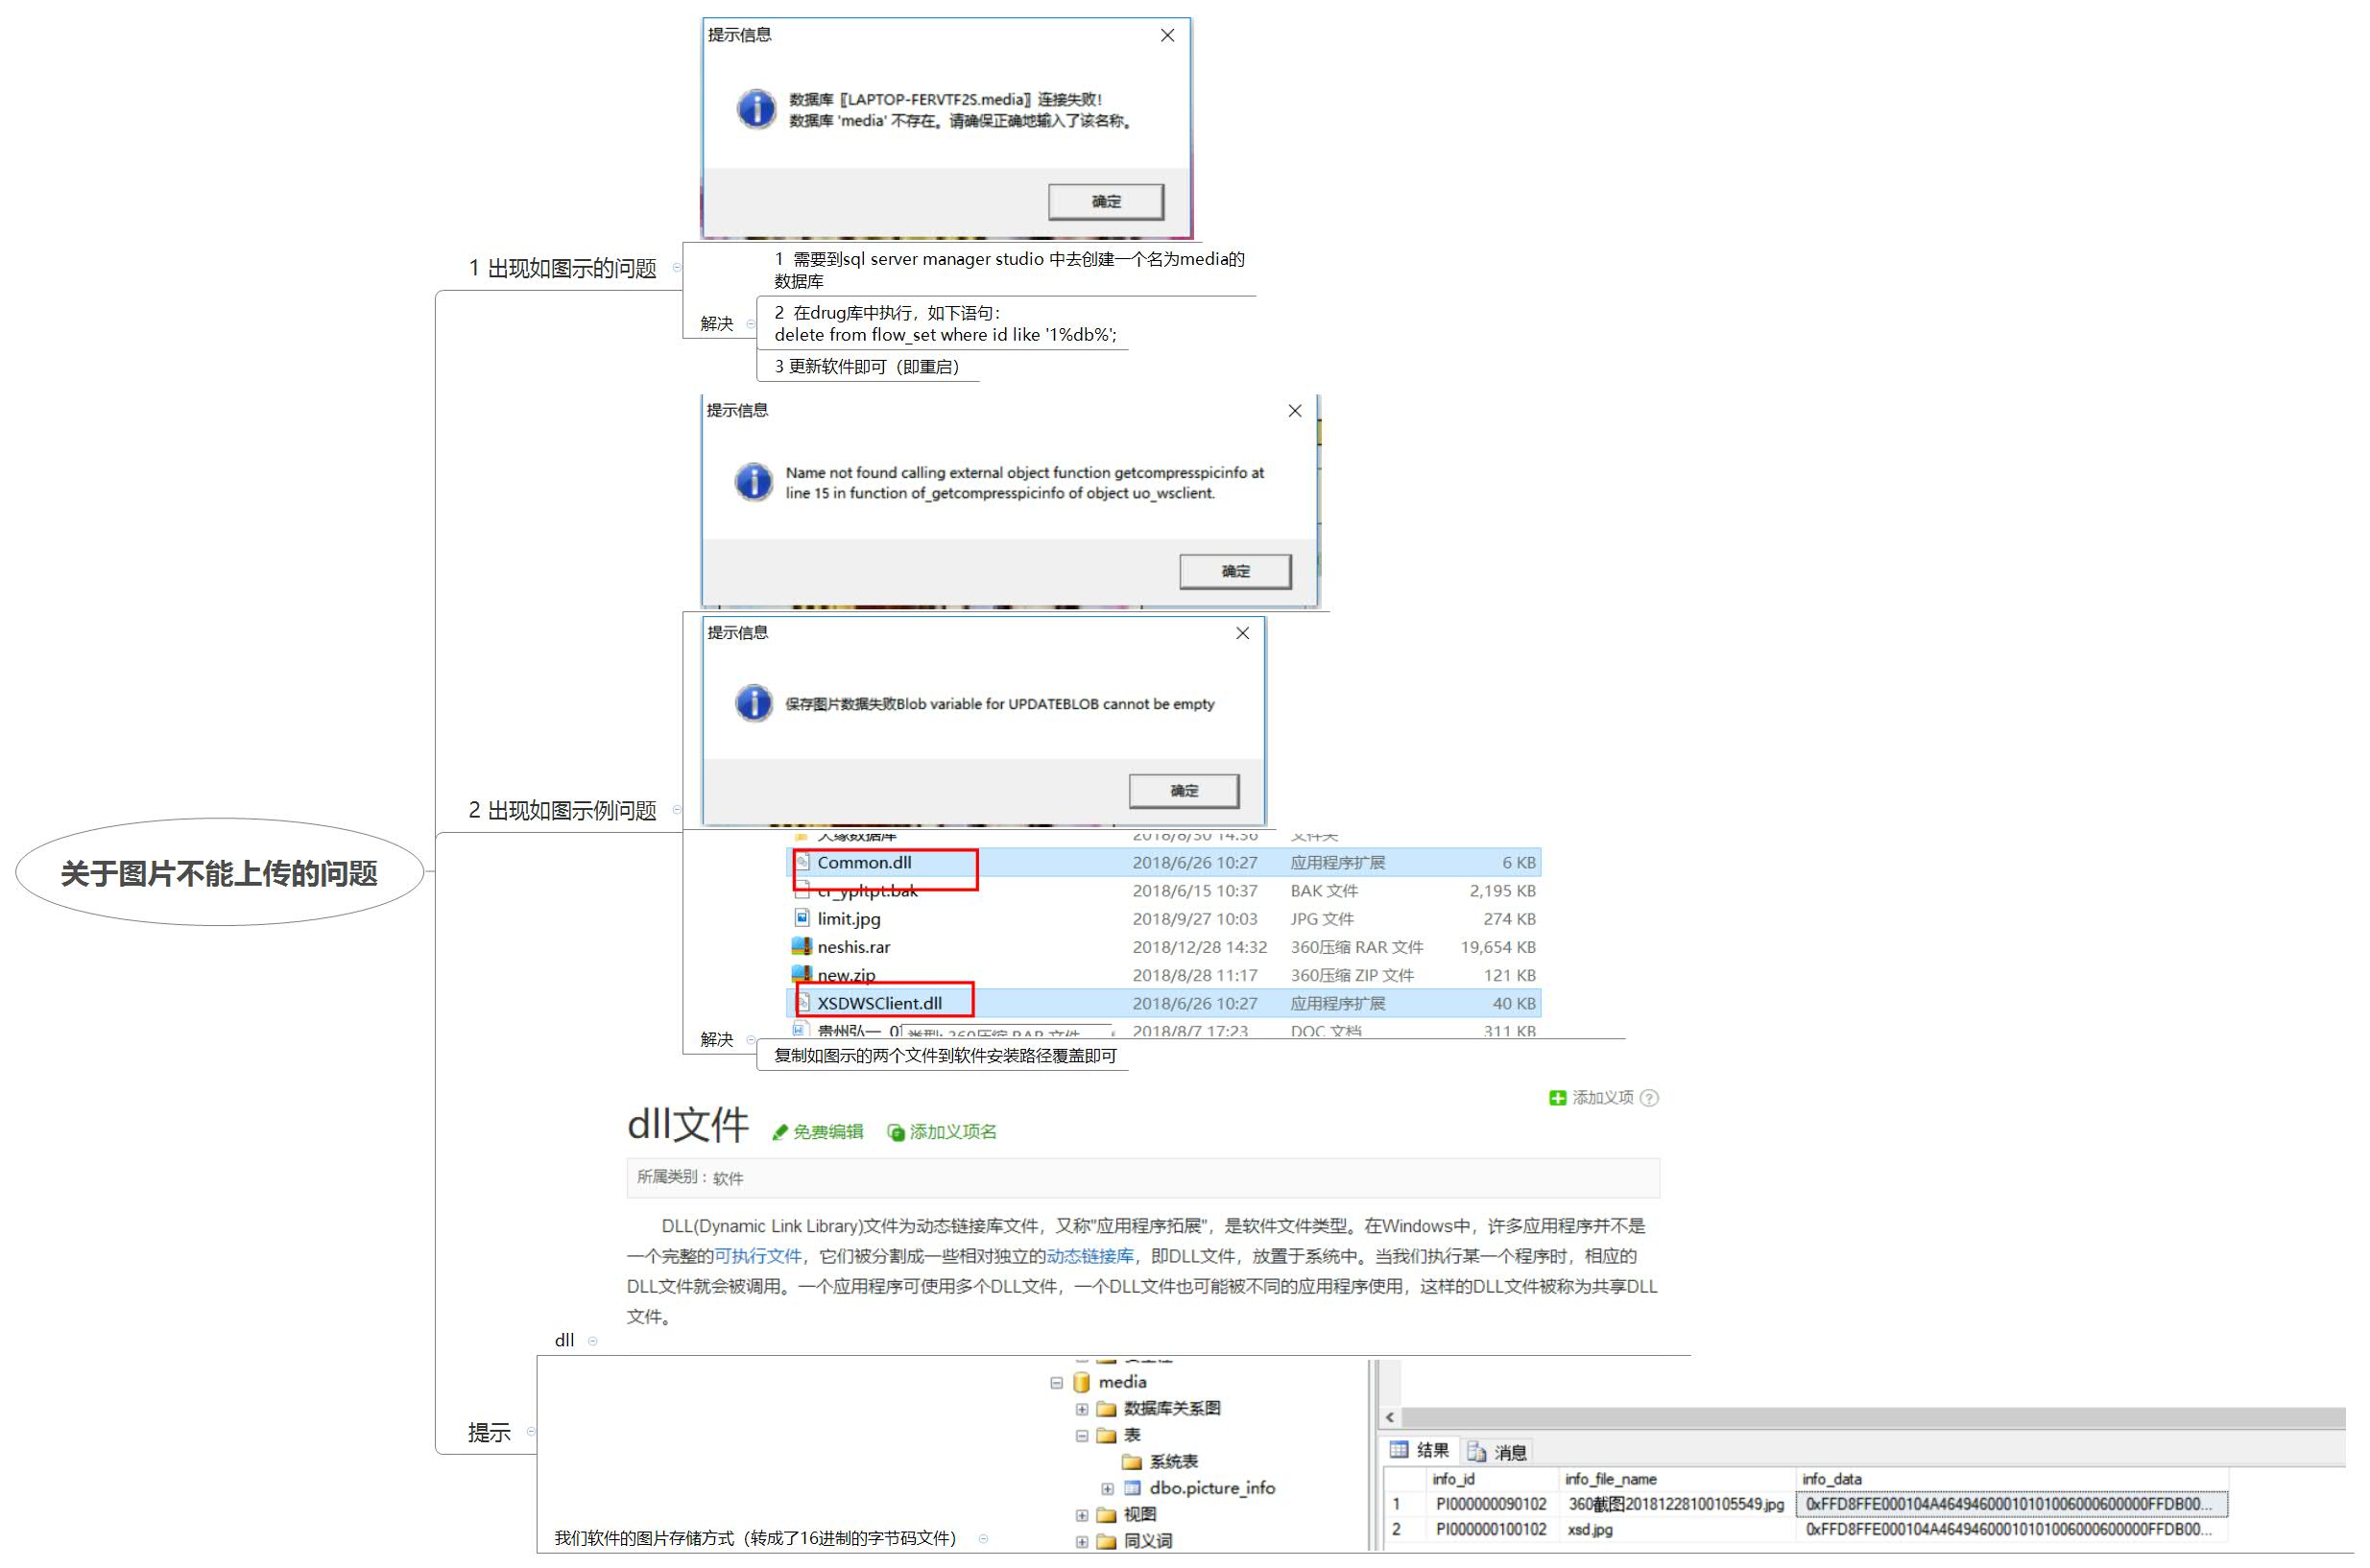 关于图片不能上传的问题
1 出现如图示的问题
提示信息
数据库〖LAPTOP-FERVTF2S.media〗连接失败!
数据库 'media' 不存在。请确保正确地输入了该名称。
确定
解决
1 需要到sql server manager studio 中去创建一个名为media的
数据库
2 在drug库中执行，如下语句：
delete from flow_set where id like '1%db%';
3 更新软件即可（即重启）
2 出现如图示例问题
提示信息
Name not found calling external object function getcompresspicinfo at
line 15 in function of_getcompresspicinfo of object uo_wsclient.
确定
提示信息
保存图片数据失败Blob variable for UPDATEBLOB cannot be empty
确定
解决
2018/8/30 14:36 文件夹
Common.dll 2018/6/26 10:27 应用程序扩展 6 KB
cr_ypltpt.bak 2018/6/15 10:37 BAK 文件 2,195 KB
limit.jpg 2018/9/27 10:03 JPG 文件 274 KB
neshis.rar 2018/12/28 14:32 360压缩 RAR 文件 19,654 KB
new.zip 2018/8/28 11:17 360压缩 ZIP 文件 121 KB
XSDWSClient.dll 2018/6/26 10:27 应用程序扩展 40 KB
贵州弘一_0 类型: 360压缩 RAR 文件 2018/8/7 17:23 DOC 文档 311 KB
复制如图示的两个文件到软件安装路径覆盖即可
提示
dll
添加义项
dll文件 免费编辑 添加义项名
所属类别 : 软件
DLL(Dynamic Link Library)文件为动态链接库文件，又称"应用程序拓展"，是软件文件类型。在Windows中，许多应用程序并不是
一个完整的可执行文件，它们被分割成一些相对独立的动态链接库，即DLL文件，放置于系统中。当我们执行某一个程序时，相应的
DLL文件就会被调用。一个应用程序可使用多个DLL文件，一个DLL文件也可能被不同的应用程序使用，这样的DLL文件被称为共享DLL
文件。
我们软件的图片存储方式（转成了16进制的字节码文件）
media
数据库关系图
表
系统表
dbo.picture_info
视图
同义词
结果 消息
info_id info_file_name info_data
1 PI000000090102 360截图20181228100105549.jpg 0xFFD8FFE000104A46494600010101006000600000FFDB00...
2 PI000000100102 xsd.jpg 0xFFD8FFE000104A46494600010101006000600000FFDB00...